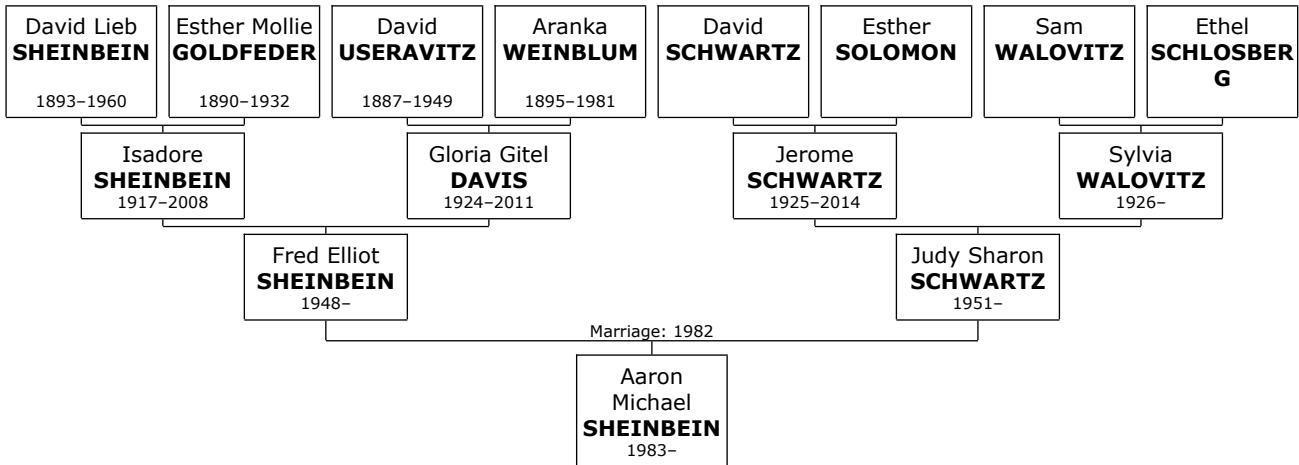 David Lieb
SHEINBEIN
1893–1960
Esther Mollie
GOLDFEDER
1890–1932
David
USERAVITZ
1887–1949
Aranka
WEINBLUM
1895–1981
David
SCHWARTZ
Esther
SOLOMON
Sam
WALOVITZ
Ethel
SCHLOSBER
G
Isadore
SHEINBEIN
1917–2008
Gloria Gitel
DAVIS
1924–2011
Jerome
SCHWARTZ
1925–2014
Sylvia
WALOVITZ
1926–
Fred Elliot
SHEINBEIN
1948–
Judy Sharon
SCHWARTZ
1951–
Marriage: 1982
Aaron
Michael
SHEINBEIN
1983–